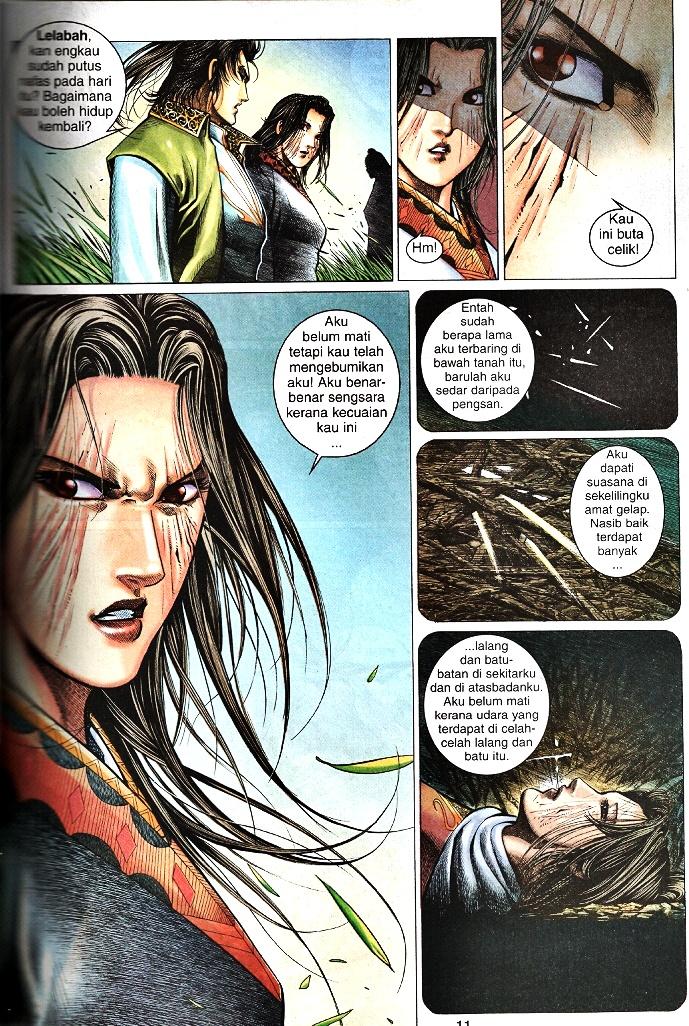 Lelabah,
kan engkau
sudah putus
nafas pada hari
itu? Bagaimana
kau boleh hidup
kembali?
Hm!
Kau
ini buta
celik!
Aku
belum mati
tetapi kau telah
mengebumikan
aku! Aku benar-
benar sengsara
kerana kecuaian
kau ini
...
Entah
sudah
berapa lama
aku terbaring di
bawah tanah itu,
barulah aku
sedar daripada
pengsan.
Aku
dapati
suasana di
sekelilingku
amat gelap.
Nasib baik
terdapat
banyak
...
...lalang
dan batu-
batan di sekitarku
dan di atasbadanku.
Aku belum mati
kerana udara yang
terdapat di celah-
celah lalang dan
batu itu.
11